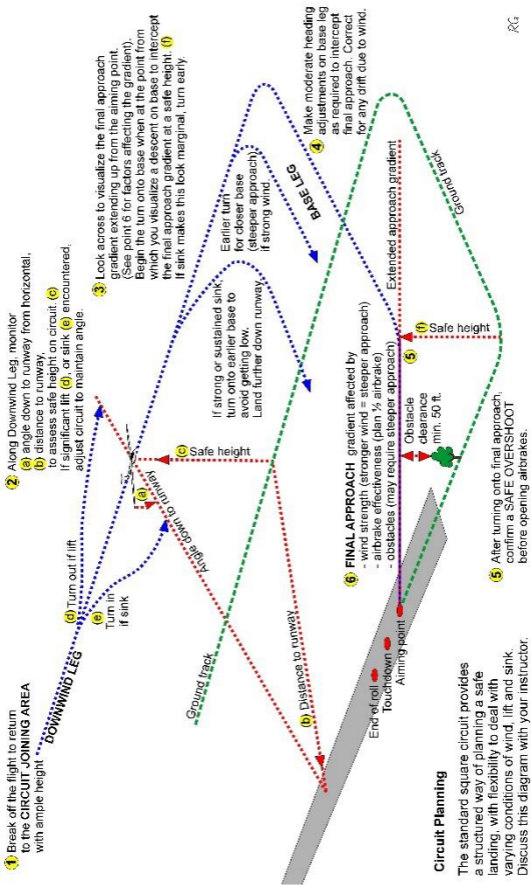 1 Break off the flight to return
to the CIRCUIT JOINING AREA
with ample height
2 Along Downwind Leg, monitor
(a) angle down to runway from horizontal,
(b) distance to runway,
to assess safe height on circuit. (c)
If significant lift (d), or sink (e) encountered,
adjust circuit to maintain angle.
3 Look across to visualize the final approach
gradient extending up from the aiming point.
(See point 6 for factors affecting the gradient).
Begin the turn onto base when at the point from
which you visualize a descent on base to intercept
the final approach gradient at a safe height. (f)
If sink makes this look marginal, turn early.
4 Make moderate heading
adjustments on base leg
as required to intercept
final approach. Correct
for any drift due to wind.
DOWNWIND LEG
(d) Turn out if lift
(e) Turn in
if sink
(a)
Angle down to runway
(c) Safe height
Ground track
(b) Distance to runway
If strong or sustained sink,
turn onto earlier base to
avoid getting low.
Land further down runway.
Earlier turn
for closer base
(steeper approach)
if strong wind.
BASE LEG
6 FINAL APPROACH gradient affected by
- wind strength (stronger wind = steeper approach)
- airbrake effectiveness (plan ½ airbrake)
- obstacles (may require steeper approach)
Extended approach gradient
5
(f) Safe height
Ground track
Obstacle
clearance
min. 50 ft.
End of roll
Touchdown
Aiming point
5 After turning onto final approach,
confirm a SAFE OVERSHOOT
before opening airbrakes.
Circuit Planning
The standard square circuit provides
a structured way of planning a safe
landing, with flexibility to deal with
varying conditions of wind, lift and sink.
Discuss this diagram with your instructor.
RG